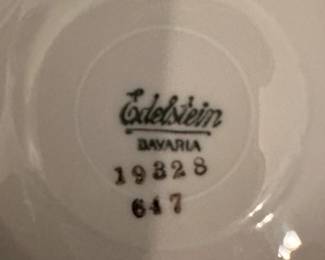 Edelstein
BAVARIA
19328
647